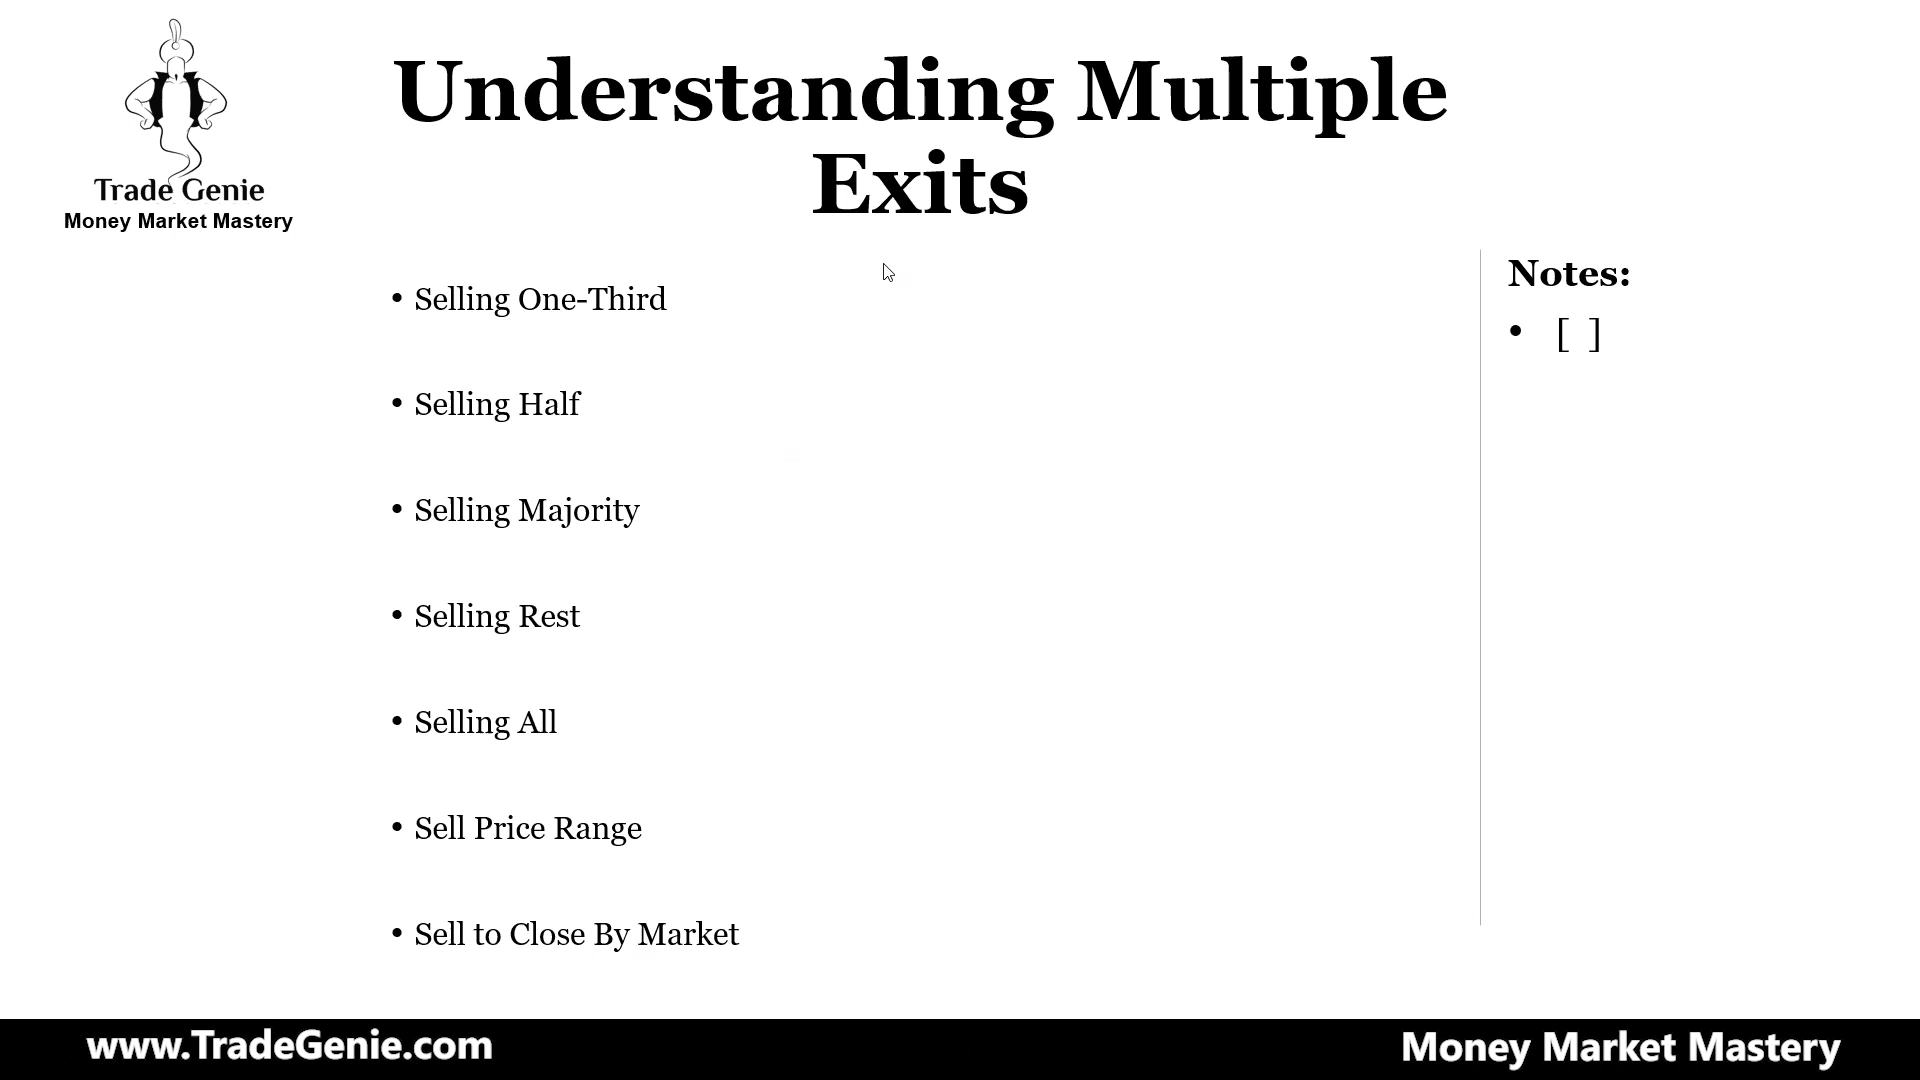 Trade Genie
Money Market Mastery
Understanding Multiple
Exits
• Selling One-Third
• Selling Half
• Selling Majority
• Selling Rest
• Selling All
• Sell Price Range
• Sell to Close By Market
Notes:
• [ ]
www.TradeGenie.com
Money Market Mastery